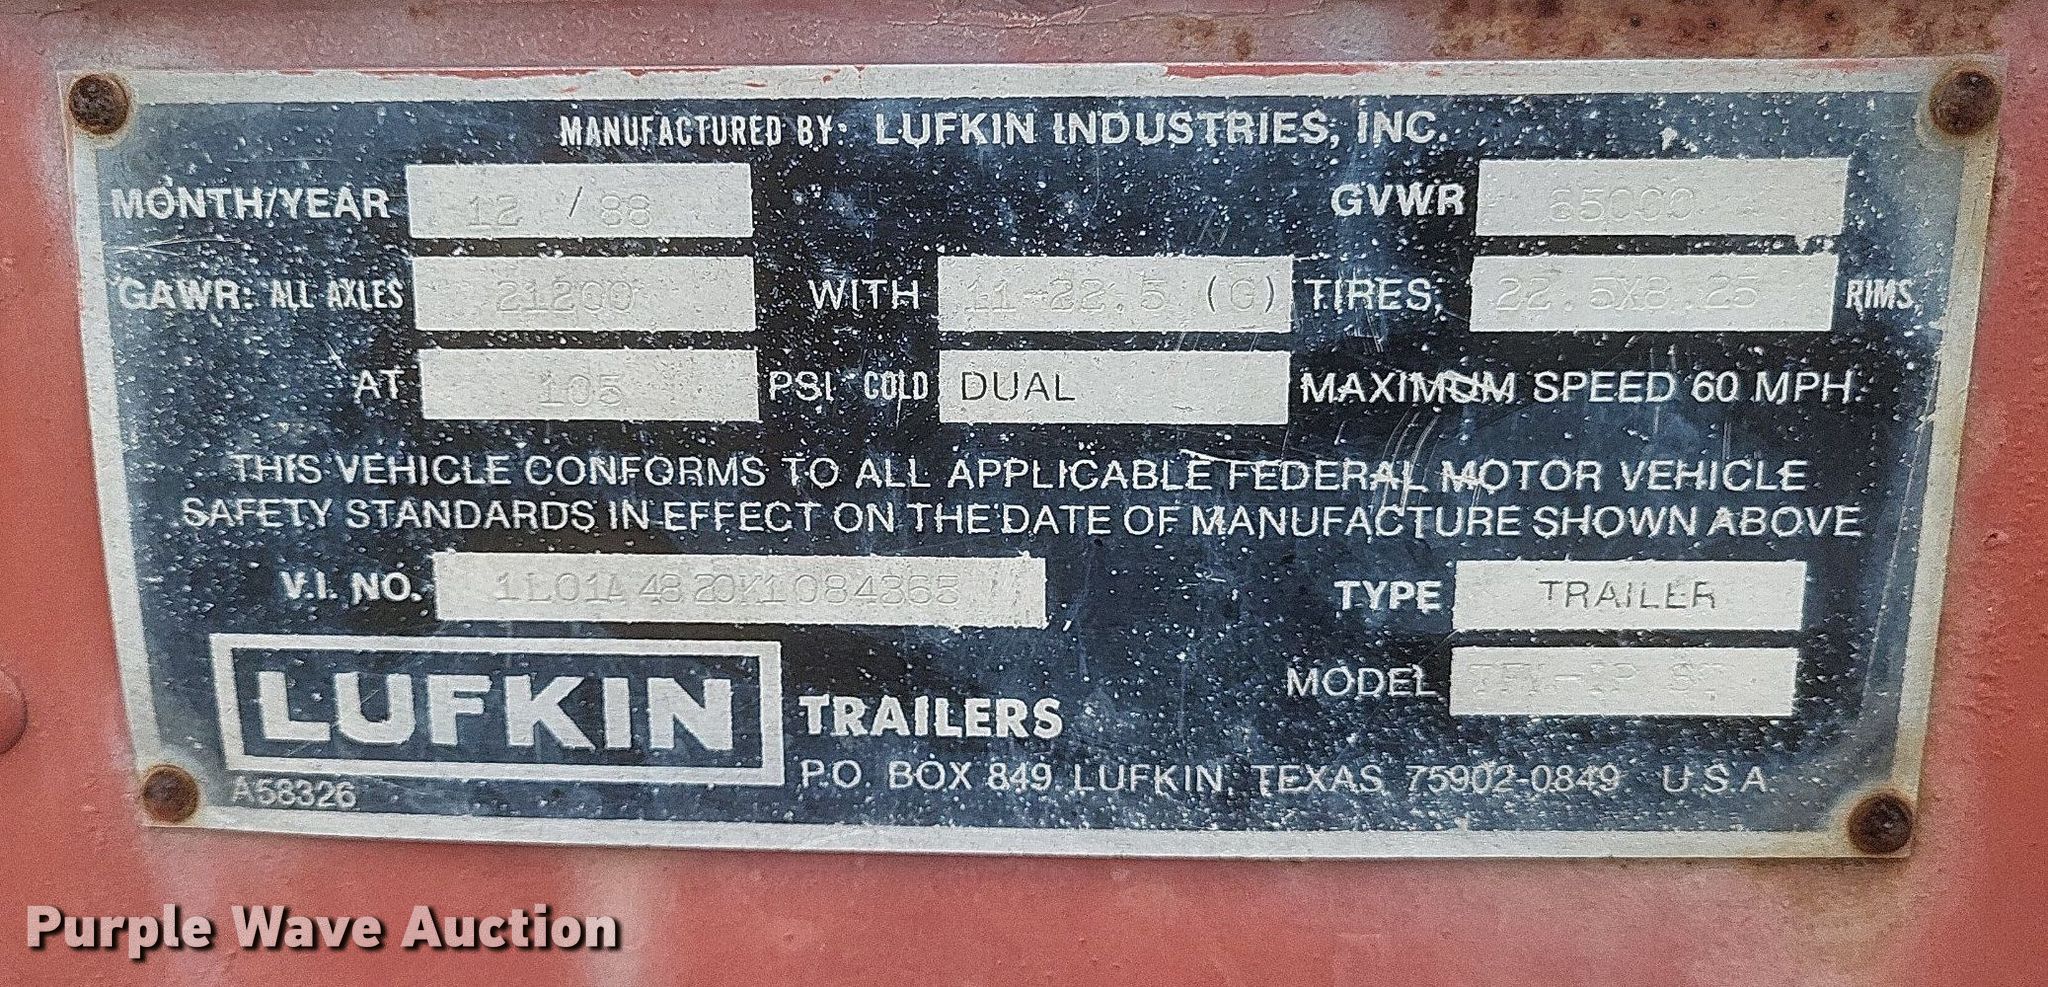 MANUFACTURED BY: LUFKIN INDUSTRIES, INC.
MONTH/YEAR 12 / 88 GVWR 65000
GAWR: ALL AXLES 21200 WITH 11-22.5 (G) TIRES, 22.5X8.25 RIMS.
AT 105 PSI COLD DUAL MAXIMUM SPEED 60 MPH.
THIS VEHICLE CONFORMS TO ALL APPLICABLE FEDERAL MOTOR VEHICLE
SAFETY STANDARDS IN EFFECT ON THE DATE OF MANUFACTURE SHOWN ABOVE
V.I. NO. 1L01A4820K1084365 TYPE TRAILER
MODEL
LUFKIN TRAILERS
P.O. BOX 849 LUFKIN, TEXAS 75902-0849 U.S.A.
A58326
Purple Wave Auction